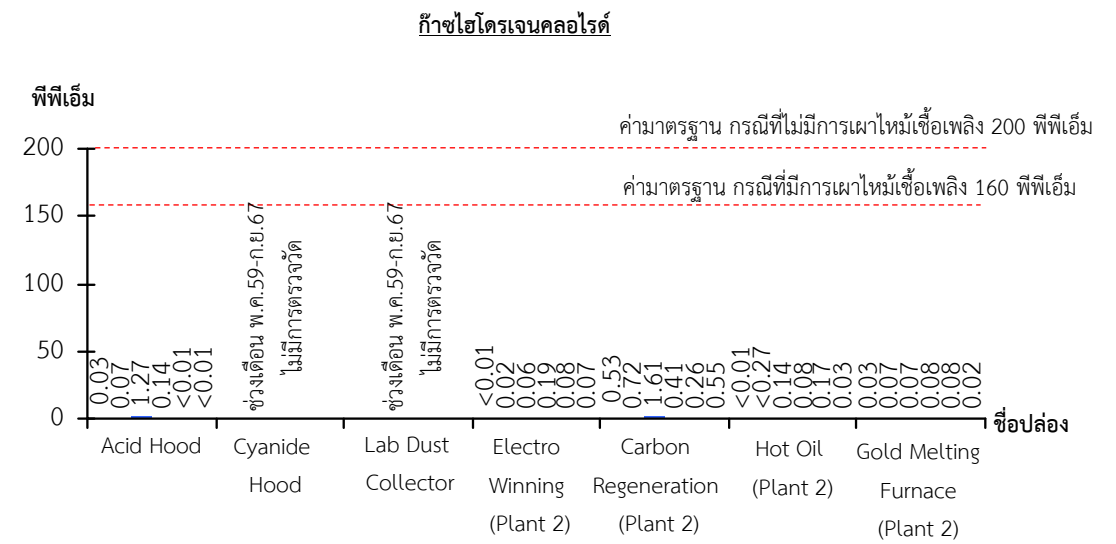 ก๊าซไฮโดรเจนคลอไรด์
พีพีเอ็ม
ค่ามาตรฐาน กรณีที่ไม่มีการเผาไหม้เชื้อเพลิง 200 พีพีเอ็ม
200
ค่ามาตรฐาน กรณีที่มีการเผาไหม้เชื้อเพลิง 160 พีพีเอ็ม
150
100
50
0
0.03
0.07
1.27
0.14
<0.01
<0.01
ช่วงเดือน พ.ค.59-ก.ย.67
ไม่มีการตรวจวัด
ช่วงเดือน พ.ค.59-ก.ย.67
ไม่มีการตรวจวัด
<0.01
0.02
0.06
0.19
0.08
0.07
0.53
0.72
1.61
0.41
0.26
0.55
<0.01
<0.27
0.14
0.08
0.17
0.03
0.03
0.07
0.07
0.08
0.08
0.02
ชื่อปล่อง
Acid Hood
Cyanide
Hood
Lab Dust
Collector
Electro
Winning
(Plant 2)
Carbon
Regeneration
(Plant 2)
Hot Oil
(Plant 2)
Gold Melting
Furnace
(Plant 2)